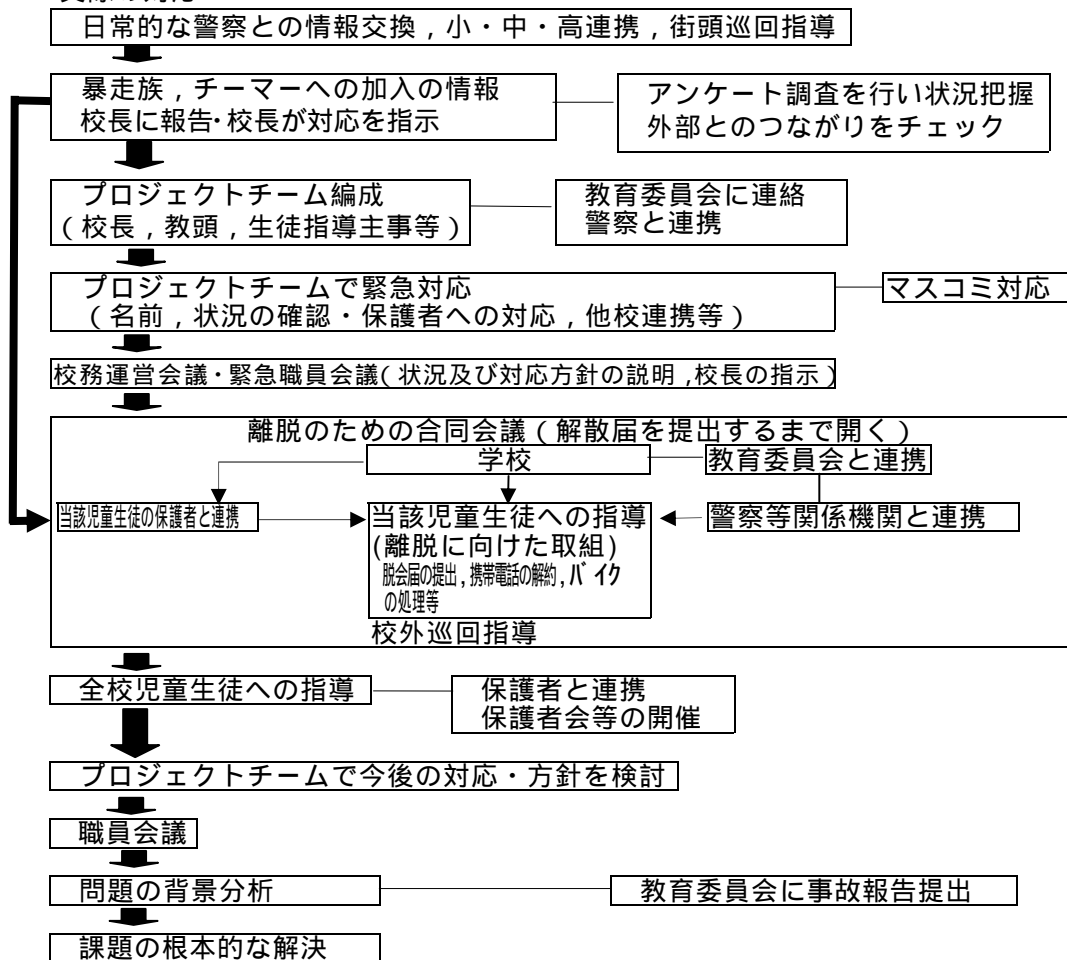 日常的な警察との情報交換，小・中・高連携，街頭巡回指導
暴走族，チーマーへの加入の情報
校長に報告・校長が対応を指示
アンケート調査を行い状況把握
外部とのつながりをチェック
プロジェクトチーム編成
（校長，教頭，生徒指導主事等）
教育委員会に連絡
警察と連携
プロジェクトチームで緊急対応
（名前，状況の確認・保護者への対応，他校連携等）
マスコミ対応
校務運営会議・緊急職員会議（状況及び対応方針の説明，校長の指示）
離脱のための合同会議（解散届を提出するまで開く）
学校
教育委員会と連携
当該児童生徒の保護者と連携
当該児童生徒への指導
(離脱に向けた取組)
脱会届の提出，携帯電話の解約，バイク
の処理等
警察等関係機関と連携
校外巡回指導
全校児童生徒への指導
保護者と連携
保護者会等の開催
プロジェクトチームで今後の対応・方針を検討
職員会議
問題の背景分析
教育委員会に事故報告提出
課題の根本的な解決